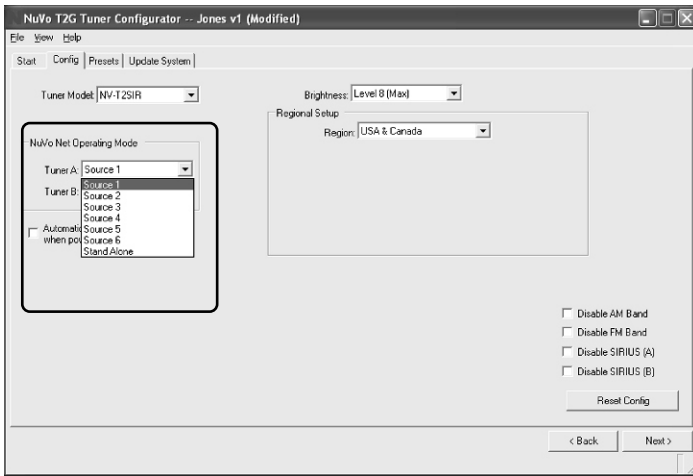 NuVo T2G Tuner Configurator -- Jones v1 (Modified)
File View Help
Start Config Presets Update System
Tuner Model: NV-T2SIR
Brightness: Level 8 (Max)
Regional Setup
Region: USA & Canada
NuVo Net Operating Mode
Tuner A: Source 1
Tuner B:
Source 1
Source 2
Source 3
Source 4
Source 5
Source 6
Stand Alone
when
Disable AM Band
Disable FM Band
Disable SIRIUS (A)
Disable SIRIUS (B)
Reset Config
< Back Next >